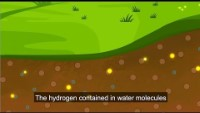 The hydrogen contained in water molecules